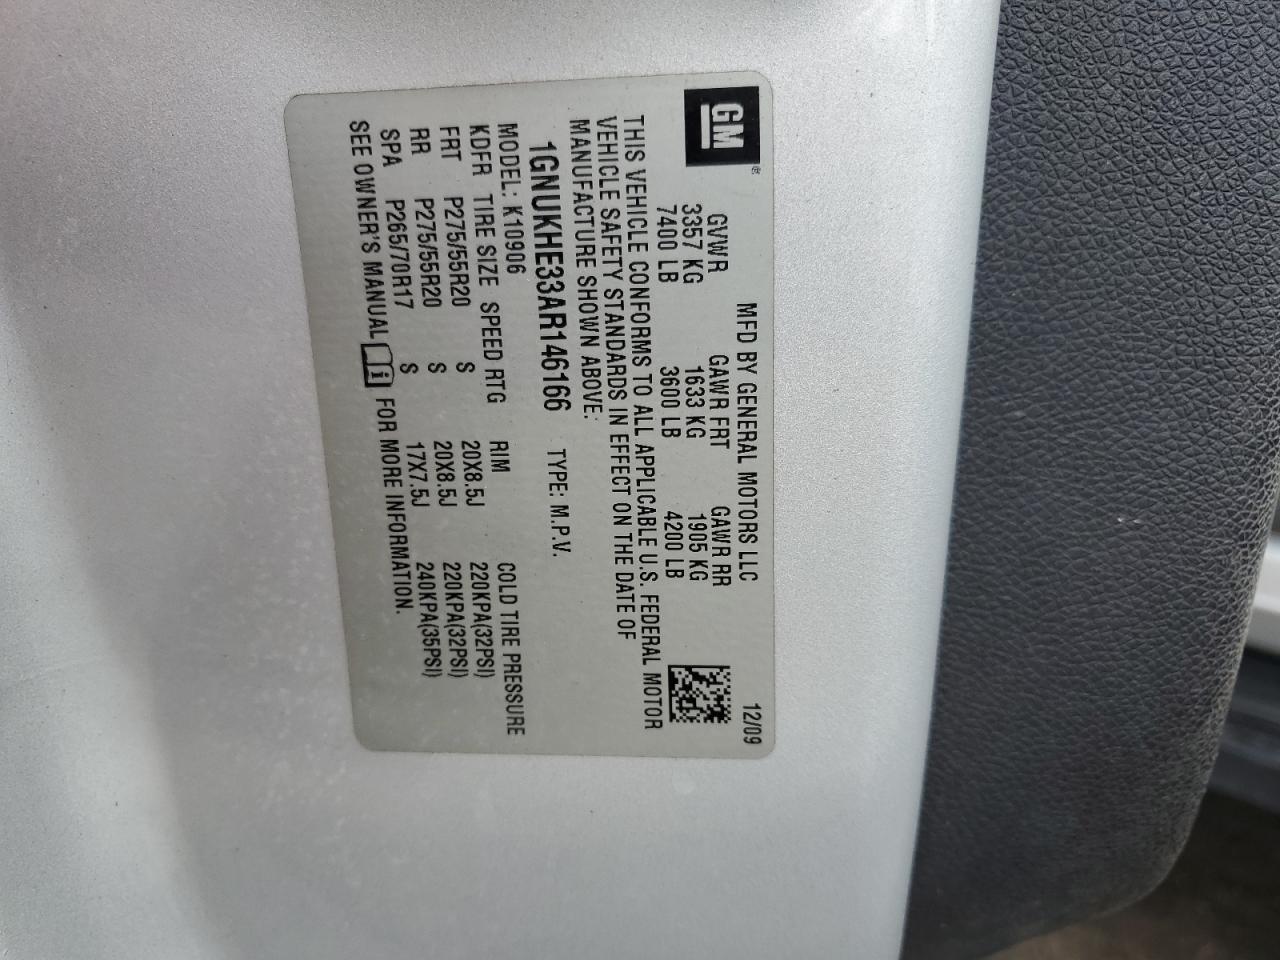 GM
MFD BY GENERAL MOTORS LLC 12/09
GVWR GAWR FRT GAWR RR
3357 KG 1633 KG 1905 KG
7400 LB 3600 LB 4200 LB
THIS VEHICLE CONFORMS TO ALL APPLICABLE U.S. FEDERAL MOTOR
VEHICLE SAFETY STANDARDS IN EFFECT ON THE DATE OF
MANUFACTURE SHOWN ABOVE.
1GNUKHE33AR146166 TYPE: M.P.V.
MODEL: K10906
KDFR TIRE SIZE SPEED RTG RIM COLD TIRE PRESSURE
FRT P275/55R20 S 20X8.5J 220KPA(32PSI)
RR P275/55R20 S 20X8.5J 220KPA(32PSI)
SPA P265/70R17 S 17X7.5J 240KPA(35PSI)
SEE OWNER'S MANUAL i FOR MORE INFORMATION.